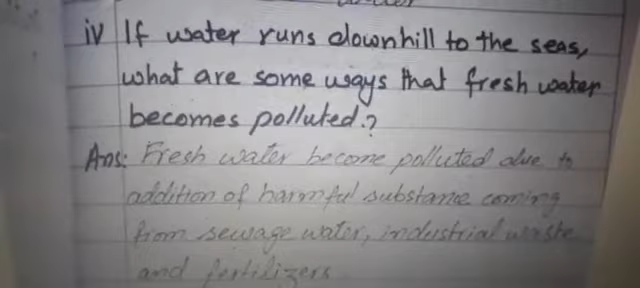 iv If water runs downhill to the seas,
what are some ways that fresh water
becomes polluted.?
Ans: Fresh water become polluted due to
addition of harmful substance coming
from sewage water, industrial waste
and fertilizers